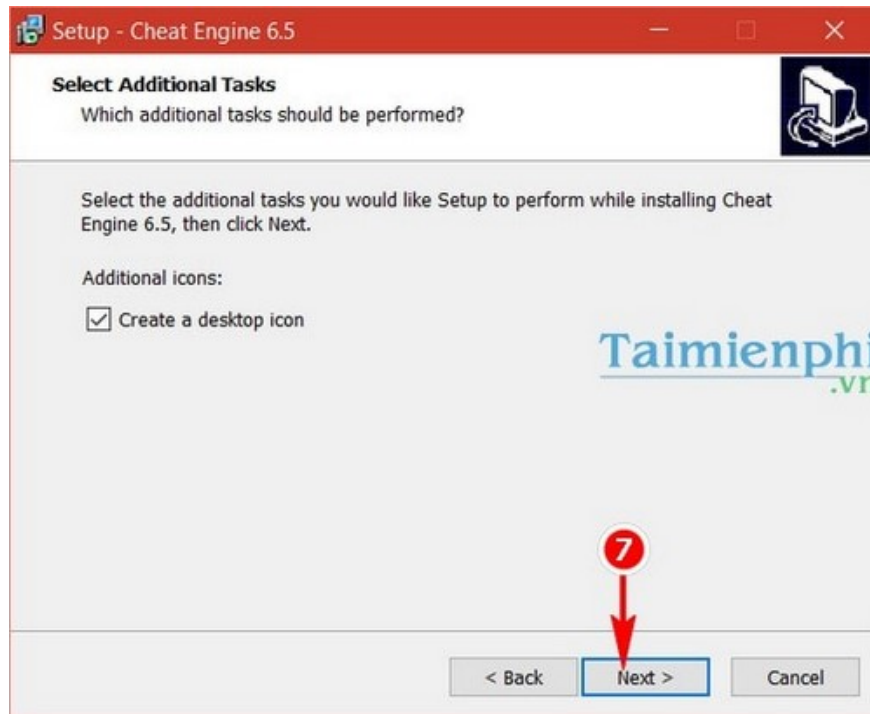 Setup - Cheat Engine 6.5
Select Additional Tasks
Which additional tasks should be performed?
Select the additional tasks you would like Setup to perform while installing Cheat
Engine 6.5, then click Next.
Additional icons:
Create a desktop icon
Taimienphi
.vn
7
< Back
Next >
Cancel